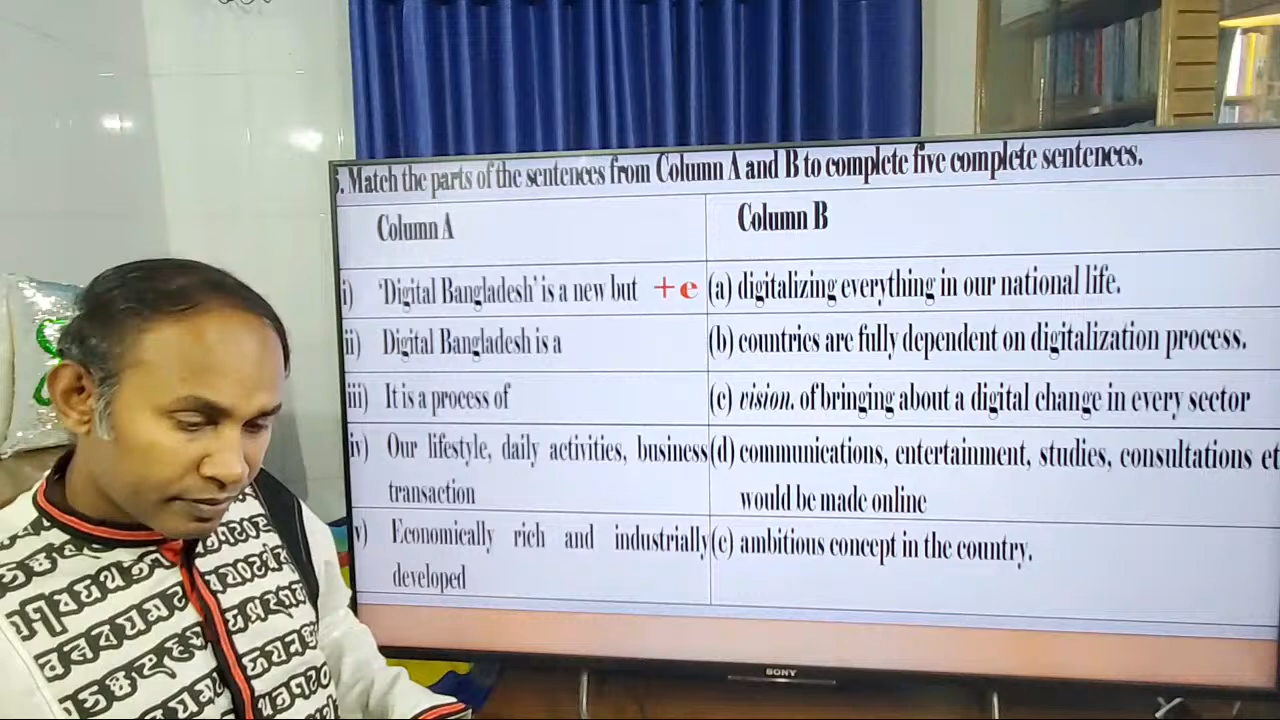 . Match the parts of the sentences from Column A and B to complete five complete sentences.
Column A Column B
i) 'Digital Bangladesh' is a new but +e (a) digitalizing everything in our national life.
ii) Digital Bangladesh is a (b) countries are fully dependent on digitalization process.
iii) It is a process of (c) vision. of bringing about a digital change in every sector
iv) Our lifestyle, daily activities, business (d) communications, entertainment, studies, consultations et
transaction would be made online
v) Economically rich and industrially (e) ambitious concept in the country.
developed
SONY